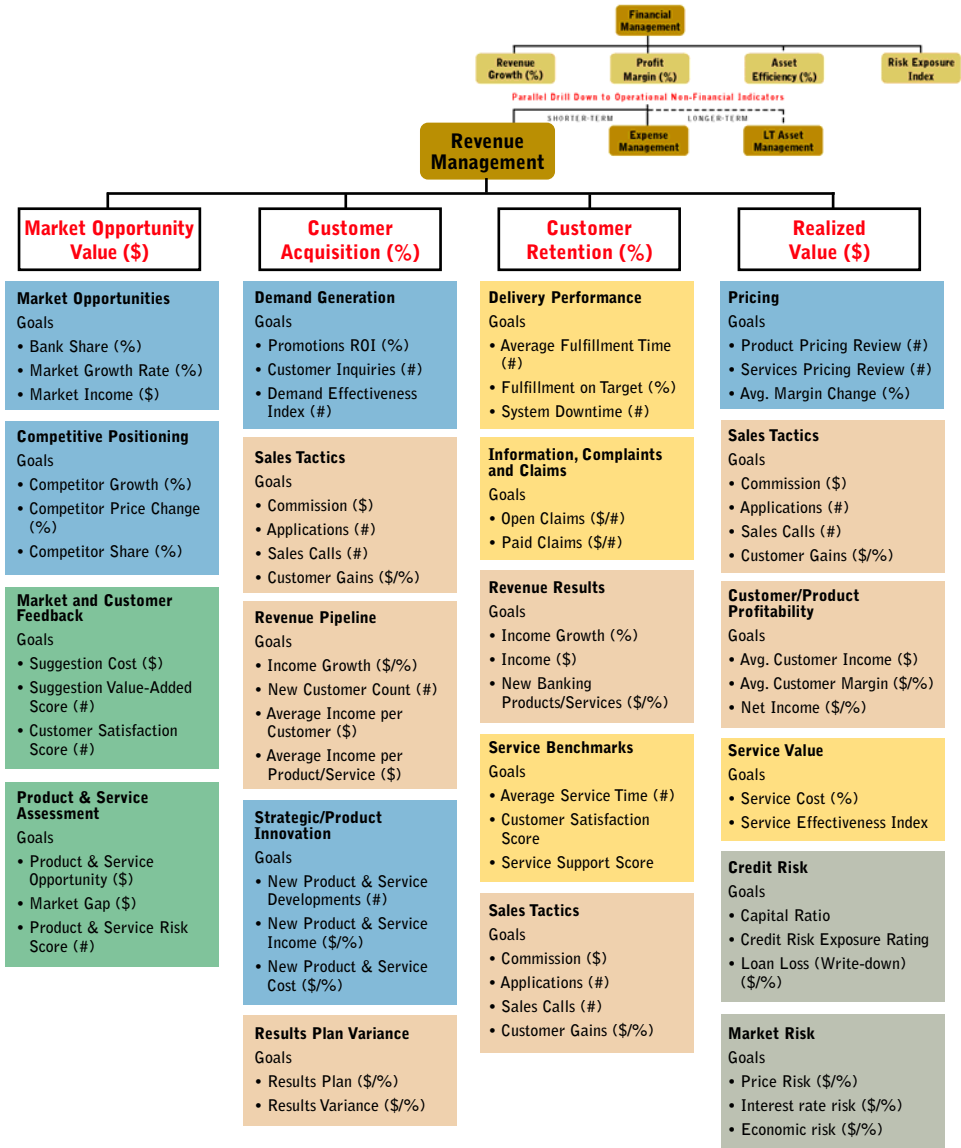 Financial
Management
Revenue
Growth (%)
Profit
Margin (%)
Asset
Efficiency (%)
Risk Exposure
Index
Parallel Drill Down to Operational Non-Financial Indicators
SHORTER-TERM
LONGER-TERM
Revenue
Management
Expense
Management
LT Asset
Management
Market Opportunity
Value ($)
Customer
Acquisition (%)
Customer
Retention (%)
Realized
Value ($)
Market Opportunities
Goals
• Bank Share (%)
• Market Growth Rate (%)
• Market Income ($)
Competitive Positioning
Goals
• Competitor Growth (%)
• Competitor Price Change
(%)
• Competitor Share (%)
Market and Customer
Feedback
Goals
• Suggestion Cost ($)
• Suggestion Value-Added
Score (#)
• Customer Satisfaction
Score (#)
Product & Service
Assessment
Goals
• Product & Service
Opportunity ($)
• Market Gap ($)
• Product & Service Risk
Score (#)
Demand Generation
Goals
• Promotions ROI (%)
• Customer Inquiries (#)
• Demand Effectiveness
Index (#)
Sales Tactics
Goals
• Commission ($)
• Applications (#)
• Sales Calls (#)
• Customer Gains ($/%)
Revenue Pipeline
Goals
• Income Growth ($/%)
• New Customer Count (#)
• Average Income per
Customer ($)
• Average Income per
Product/Service ($)
Strategic/Product
Innovation
Goals
• New Product & Service
Developments (#)
• New Product & Service
Income ($/%)
• New Product & Service
Cost ($/%)
Results Plan Variance
Goals
• Results Plan ($/%)
• Results Variance ($/%)
Delivery Performance
Goals
• Average Fulfillment Time
(#)
• Fulfillment on Target (%)
• System Downtime (#)
Information, Complaints
and Claims
Goals
• Open Claims ($/#)
• Paid Claims ($/#)
Revenue Results
Goals
• Income Growth (%)
• Income ($)
• New Banking
Products/Services ($/%)
Service Benchmarks
Goals
• Average Service Time (#)
• Customer Satisfaction
Score
• Service Support Score
Sales Tactics
Goals
• Commission ($)
• Applications (#)
• Sales Calls (#)
• Customer Gains ($/%)
Pricing
Goals
• Product Pricing Review (#)
• Services Pricing Review (#)
• Avg. Margin Change (%)
Sales Tactics
Goals
• Commission ($)
• Applications (#)
• Sales Calls (#)
• Customer Gains ($/%)
Customer/Product
Profitability
Goals
• Avg. Customer Income ($)
• Avg. Customer Margin ($/%)
• Net Income ($/%)
Service Value
Goals
• Service Cost (%)
• Service Effectiveness Index
Credit Risk
Goals
• Capital Ratio
• Credit Risk Exposure Rating
• Loan Loss (Write-down)
($/%)
Market Risk
Goals
• Price Risk ($/%)
• Interest rate risk ($/%)
• Economic risk ($/%)